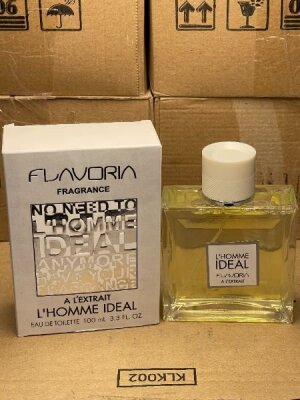 06
FLAVORIA
FRAGRANCE
NO NEED TO
L'HOMME
IDEAL
ANYMORE
A L'EXTRAIT
L'HOMME IDEAL
EAU DE TOILETTE 100 mL 3.3 FL. OZ
L'HOMME
IDEAL
FLAVORIA
A L'EXTRAIT
KLK002